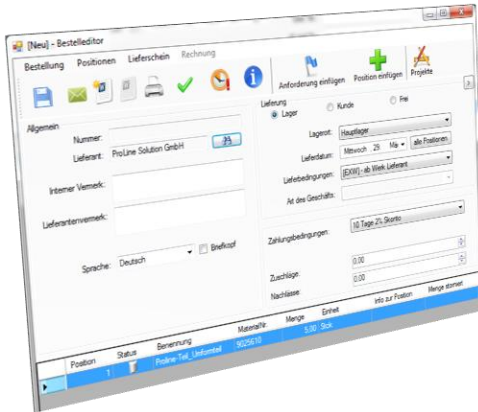 [Neu] - Bestelleditor
Bestellung Positionen Lieferschein Rechnung
Anforderung einfügen Position einfügen Projekte
Allgemein
Nummer:
Lieferant: ProLine Solution GmbH
Interner Vermerk:
Lieferantenvermerk:
Sprache: Deutsch Briefkopf
Lieferung
Lager Kunde Frei
Lagerort: Hauptlager
Lieferdatum: Mittwoch 29 alle Positionen
Lieferbedingungen: [EXW] - ab Werk Lieferant
Art des Geschäfts:
Zahlungsbedingungen: 10 Tage 2% Skonto
Zuschläge: 0,00
Nachlässe: 0,00
Position Status Benennung MaterialNr. Menge Einheit Info zur Position Menge storniert
1 Proline-Teil_Umformteil 9025610 5,00 Stck